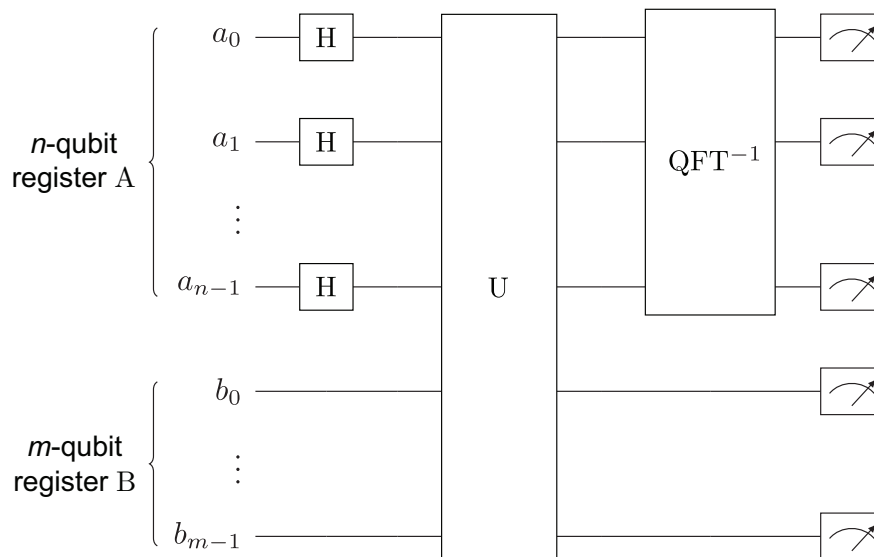 a₀ H
n-qubit
register A
a₁ H
⋮
aₙ₋₁ H
U
QFT⁻¹
m-qubit
register B
b₀
⋮
bₘ₋₁